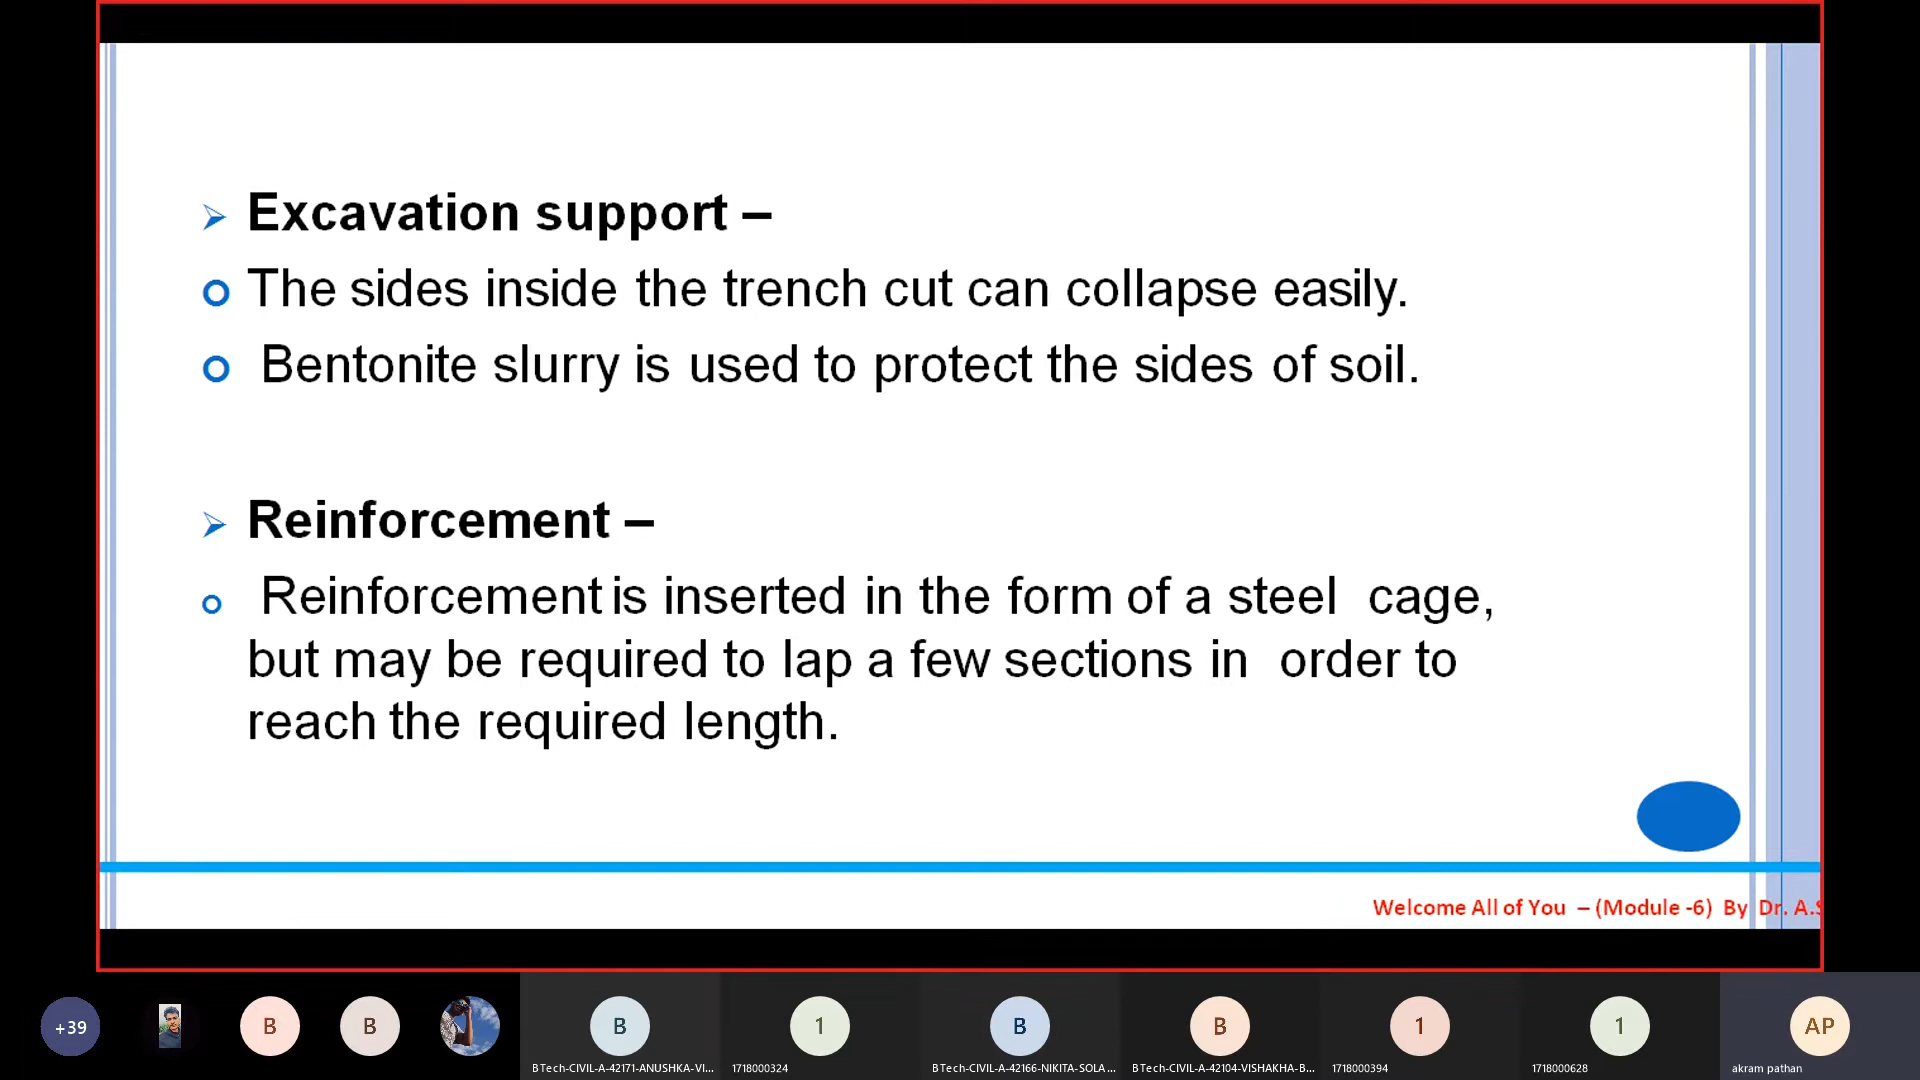 Excavation support –
The sides inside the trench cut can collapse easily.
Bentonite slurry is used to protect the sides of soil.
Reinforcement –
Reinforcement is inserted in the form of a steel cage,
but may be required to lap a few sections in order to
reach the required length.
Welcome All of You – (Module -6) By Dr. A.S
+39
B
B
B
1
B
B
1
1
AP
BTech-CIVIL-A-42171-ANUSHKA-VI...
1718000324
BTech-CIVIL-A-42166-NIKITA-SOLA...
BTech-CIVIL-A-42104-VISHAKHA-B...
1718000394
1718000628
akram pathan